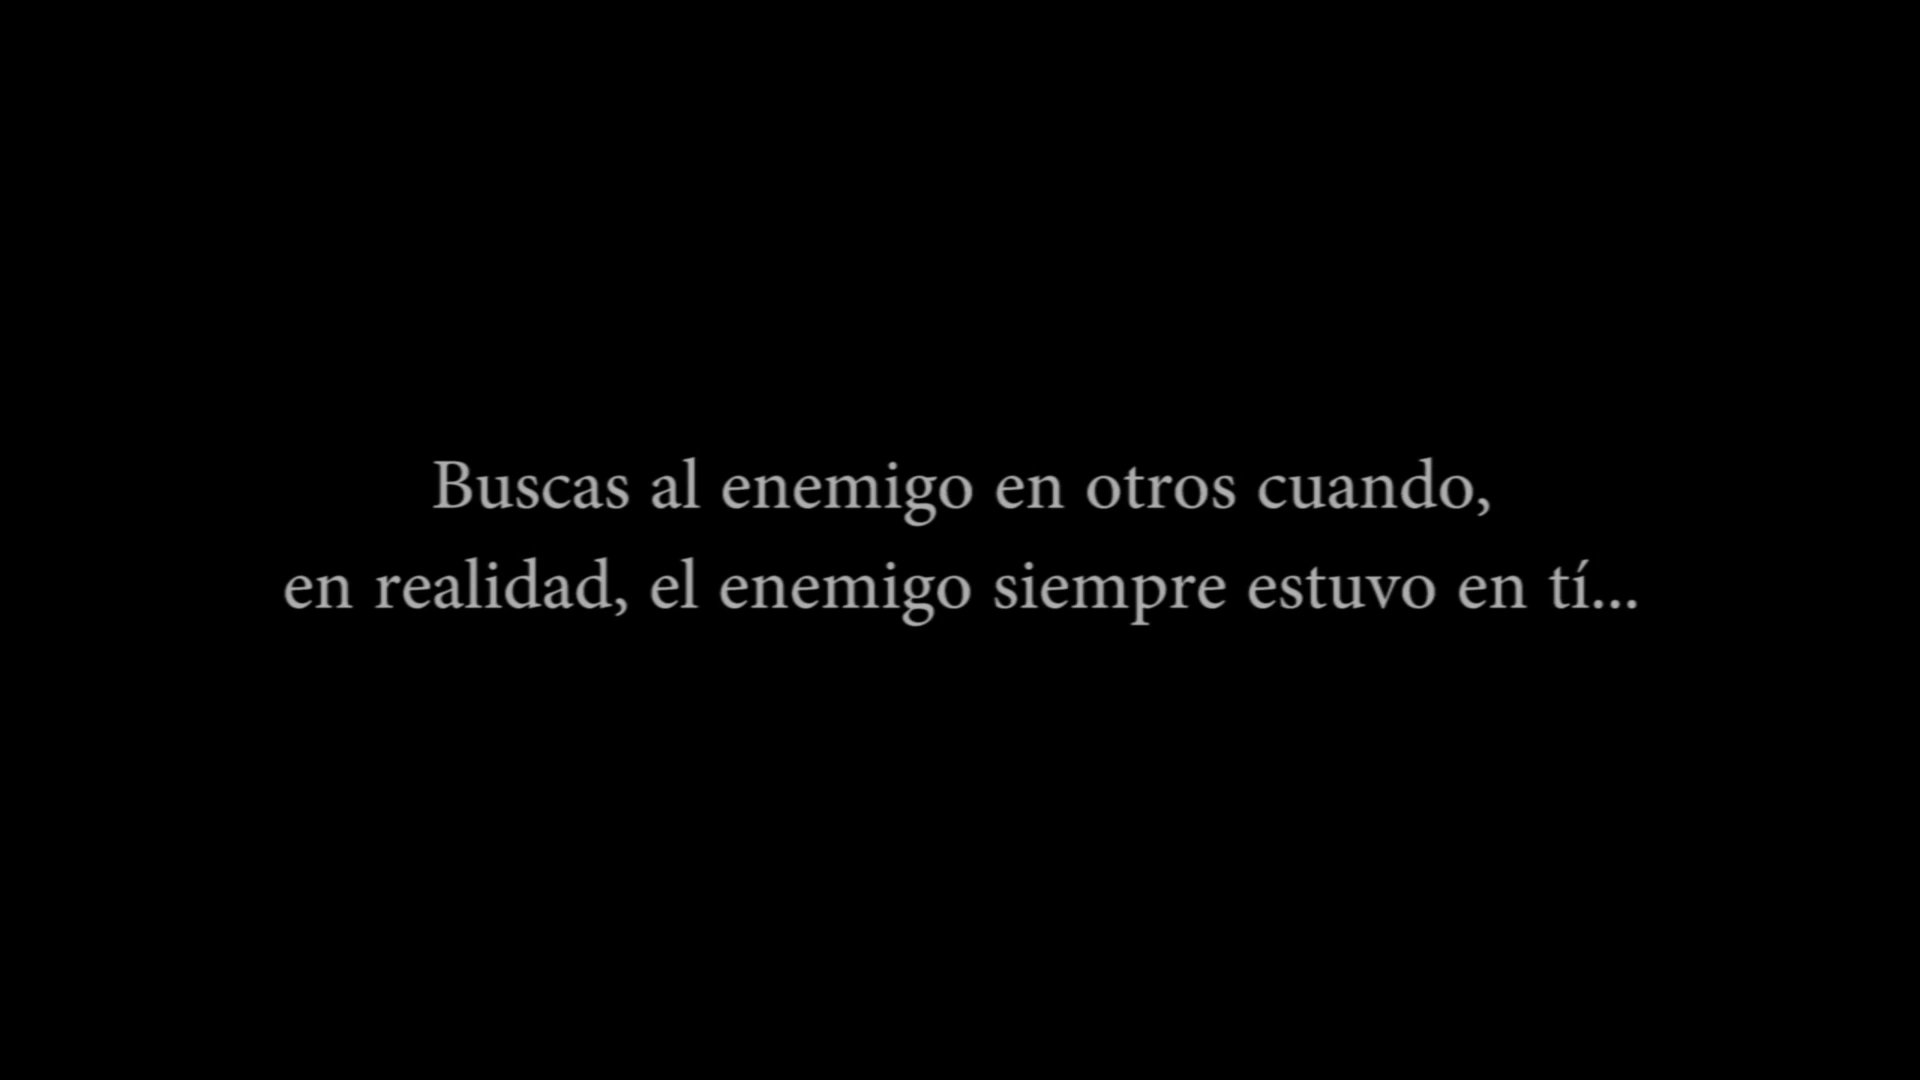 Buscas al enemigo en otros cuando,
en realidad, el enemigo siempre estuvo en tí...